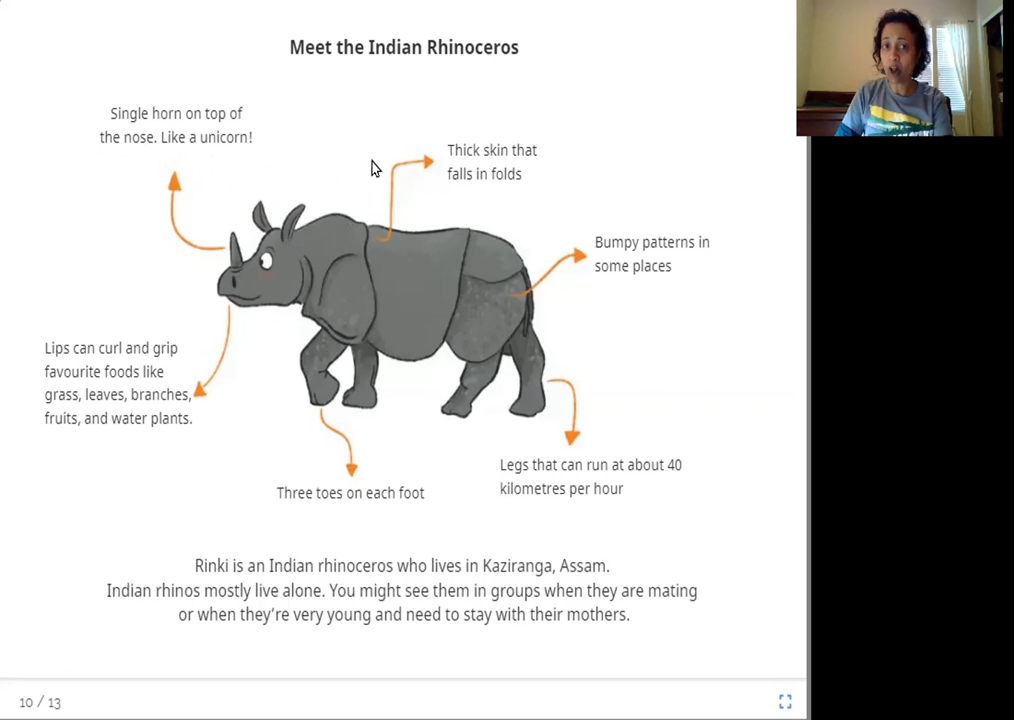 Meet the Indian Rhinoceros
Single horn on top of
the nose. Like a unicorn!
Thick skin that
falls in folds
Bumpy patterns in
some places
Lips can curl and grip
favourite foods like
grass, leaves, branches,
fruits, and water plants.
Legs that can run at about 40
kilometres per hour
Three toes on each foot
Rinki is an Indian rhinoceros who lives in Kaziranga, Assam.
Indian rhinos mostly live alone. You might see them in groups when they are mating
or when they’re very young and need to stay with their mothers.
10 / 13